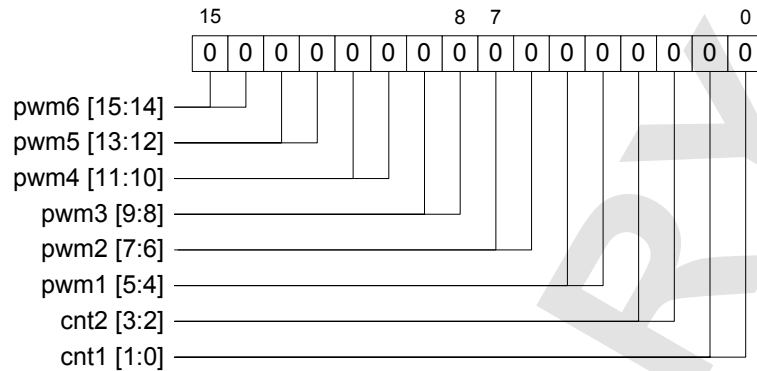 15 8 7 0
0 0 0 0 0 0 0 0 0 0 0 0 0 0 0 0
pwm6 [15:14]
pwm5 [13:12]
pwm4 [11:10]
pwm3 [9:8]
pwm2 [7:6]
pwm1 [5:4]
cnt2 [3:2]
cnt1 [1:0]
RY